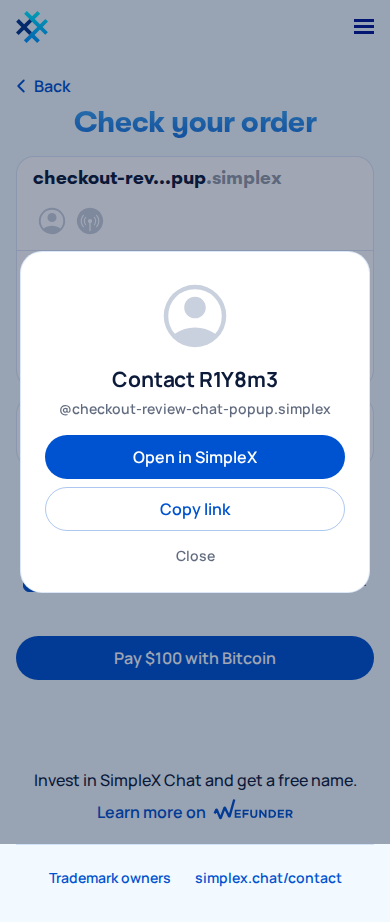 Back
Check your order
checkout-rev...pup.simplex
Contact R1Y8m3
@checkout-review-chat-popup.simplex
Open in SimpleX
Copy link
Close
Pay $100 with Bitcoin
Invest in SimpleX Chat and get a free name.
Learn more on WEFUNDER
Trademark owners simplex.chat/contact